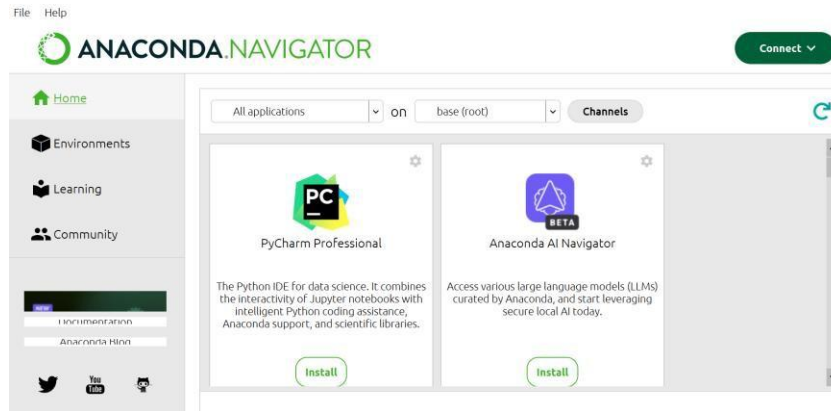 File Help
ANACONDA.NAVIGATOR
Connect
Home
Environments
Learning
Community
NEW
Documentation
Anaconda Blog
You
Tube
All applications
on
base (root)
Channels
PC
PyCharm Professional
The Python IDE for data science. It combines
the interactivity of Jupyter notebooks with
intelligent Python coding assistance,
Anaconda support, and scientific libraries.
Install
BETA
Anaconda AI Navigator
Access various large language models (LLMs)
curated by Anaconda, and start leveraging
secure local AI today.
Install